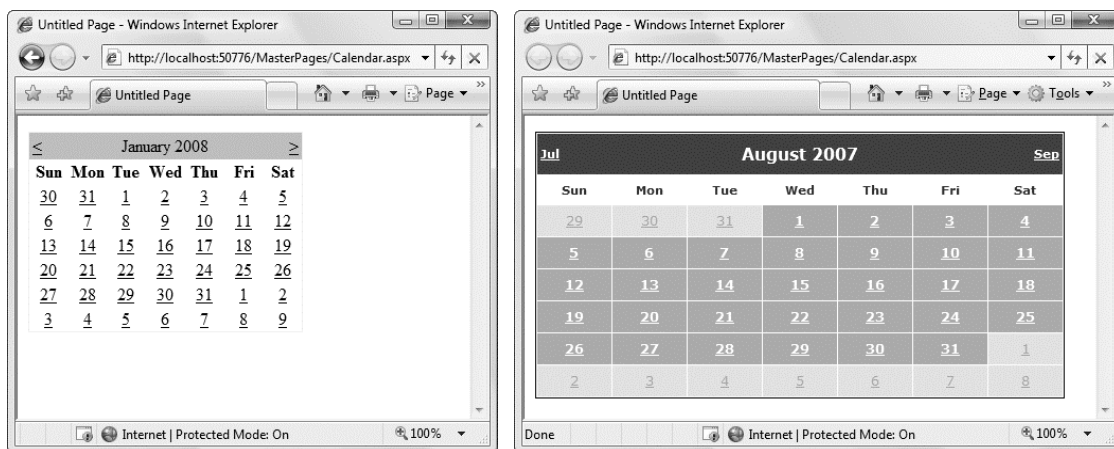 Untitled Page - Windows Internet Explorer
http://localhost:50776/MasterPages/Calendar.aspx
Untitled Page
Page
»
< January 2008 >
Sun Mon Tue Wed Thu Fri Sat
30 31 1 2 3 4 5
6 7 8 9 10 11 12
13 14 15 16 17 18 19
20 21 22 23 24 25 26
27 28 29 30 31 1 2
3 4 5 6 7 8 9
Internet | Protected Mode: On
100%
Untitled Page - Windows Internet Explorer
http://localhost:50776/MasterPages/Calendar.aspx
Untitled Page
Page
Tools
»
Jul August 2007 Sep
Sun Mon Tue Wed Thu Fri Sat
29 30 31 1 2 3 4
5 6 7 8 9 10 11
12 13 14 15 16 17 18
19 20 21 22 23 24 25
26 27 28 29 30 31 1
2 3 4 5 6 7 8
Done
Internet | Protected Mode: On
100%